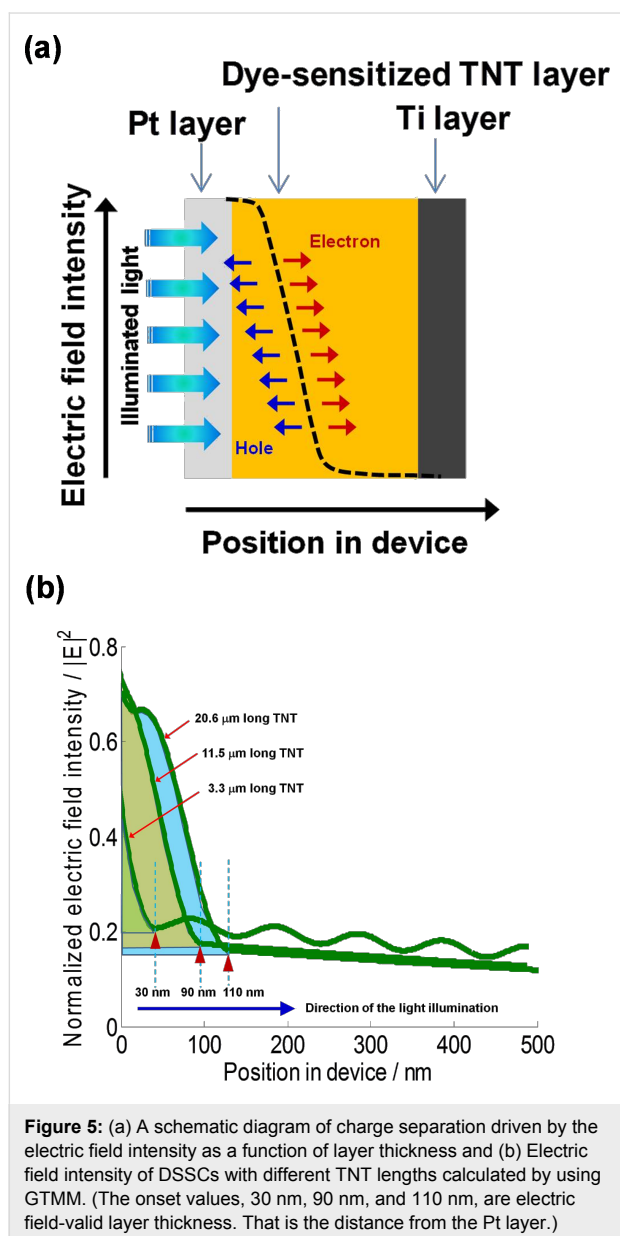 (a)
Dye-sensitized TNT layer
Pt layer
Ti layer
Electric field intensity
Illuminated light
Electron
Hole
Position in device
(b)
Normalized electric field intensity / |E|²
0.8
0.6
0.4
0.2
0
20.6 μm long TNT
11.5 μm long TNT
3.3 μm long TNT
30 nm
90 nm
110 nm
Direction of the light illumination
0
100
200
300
400
500
Position in device / nm
Figure 5: (a) A schematic diagram of charge separation driven by the
electric field intensity as a function of layer thickness and (b) Electric
field intensity of DSSCs with different TNT lengths calculated by using
GTMM. (The onset values, 30 nm, 90 nm, and 110 nm, are electric
field-valid layer thickness. That is the distance from the Pt layer.)